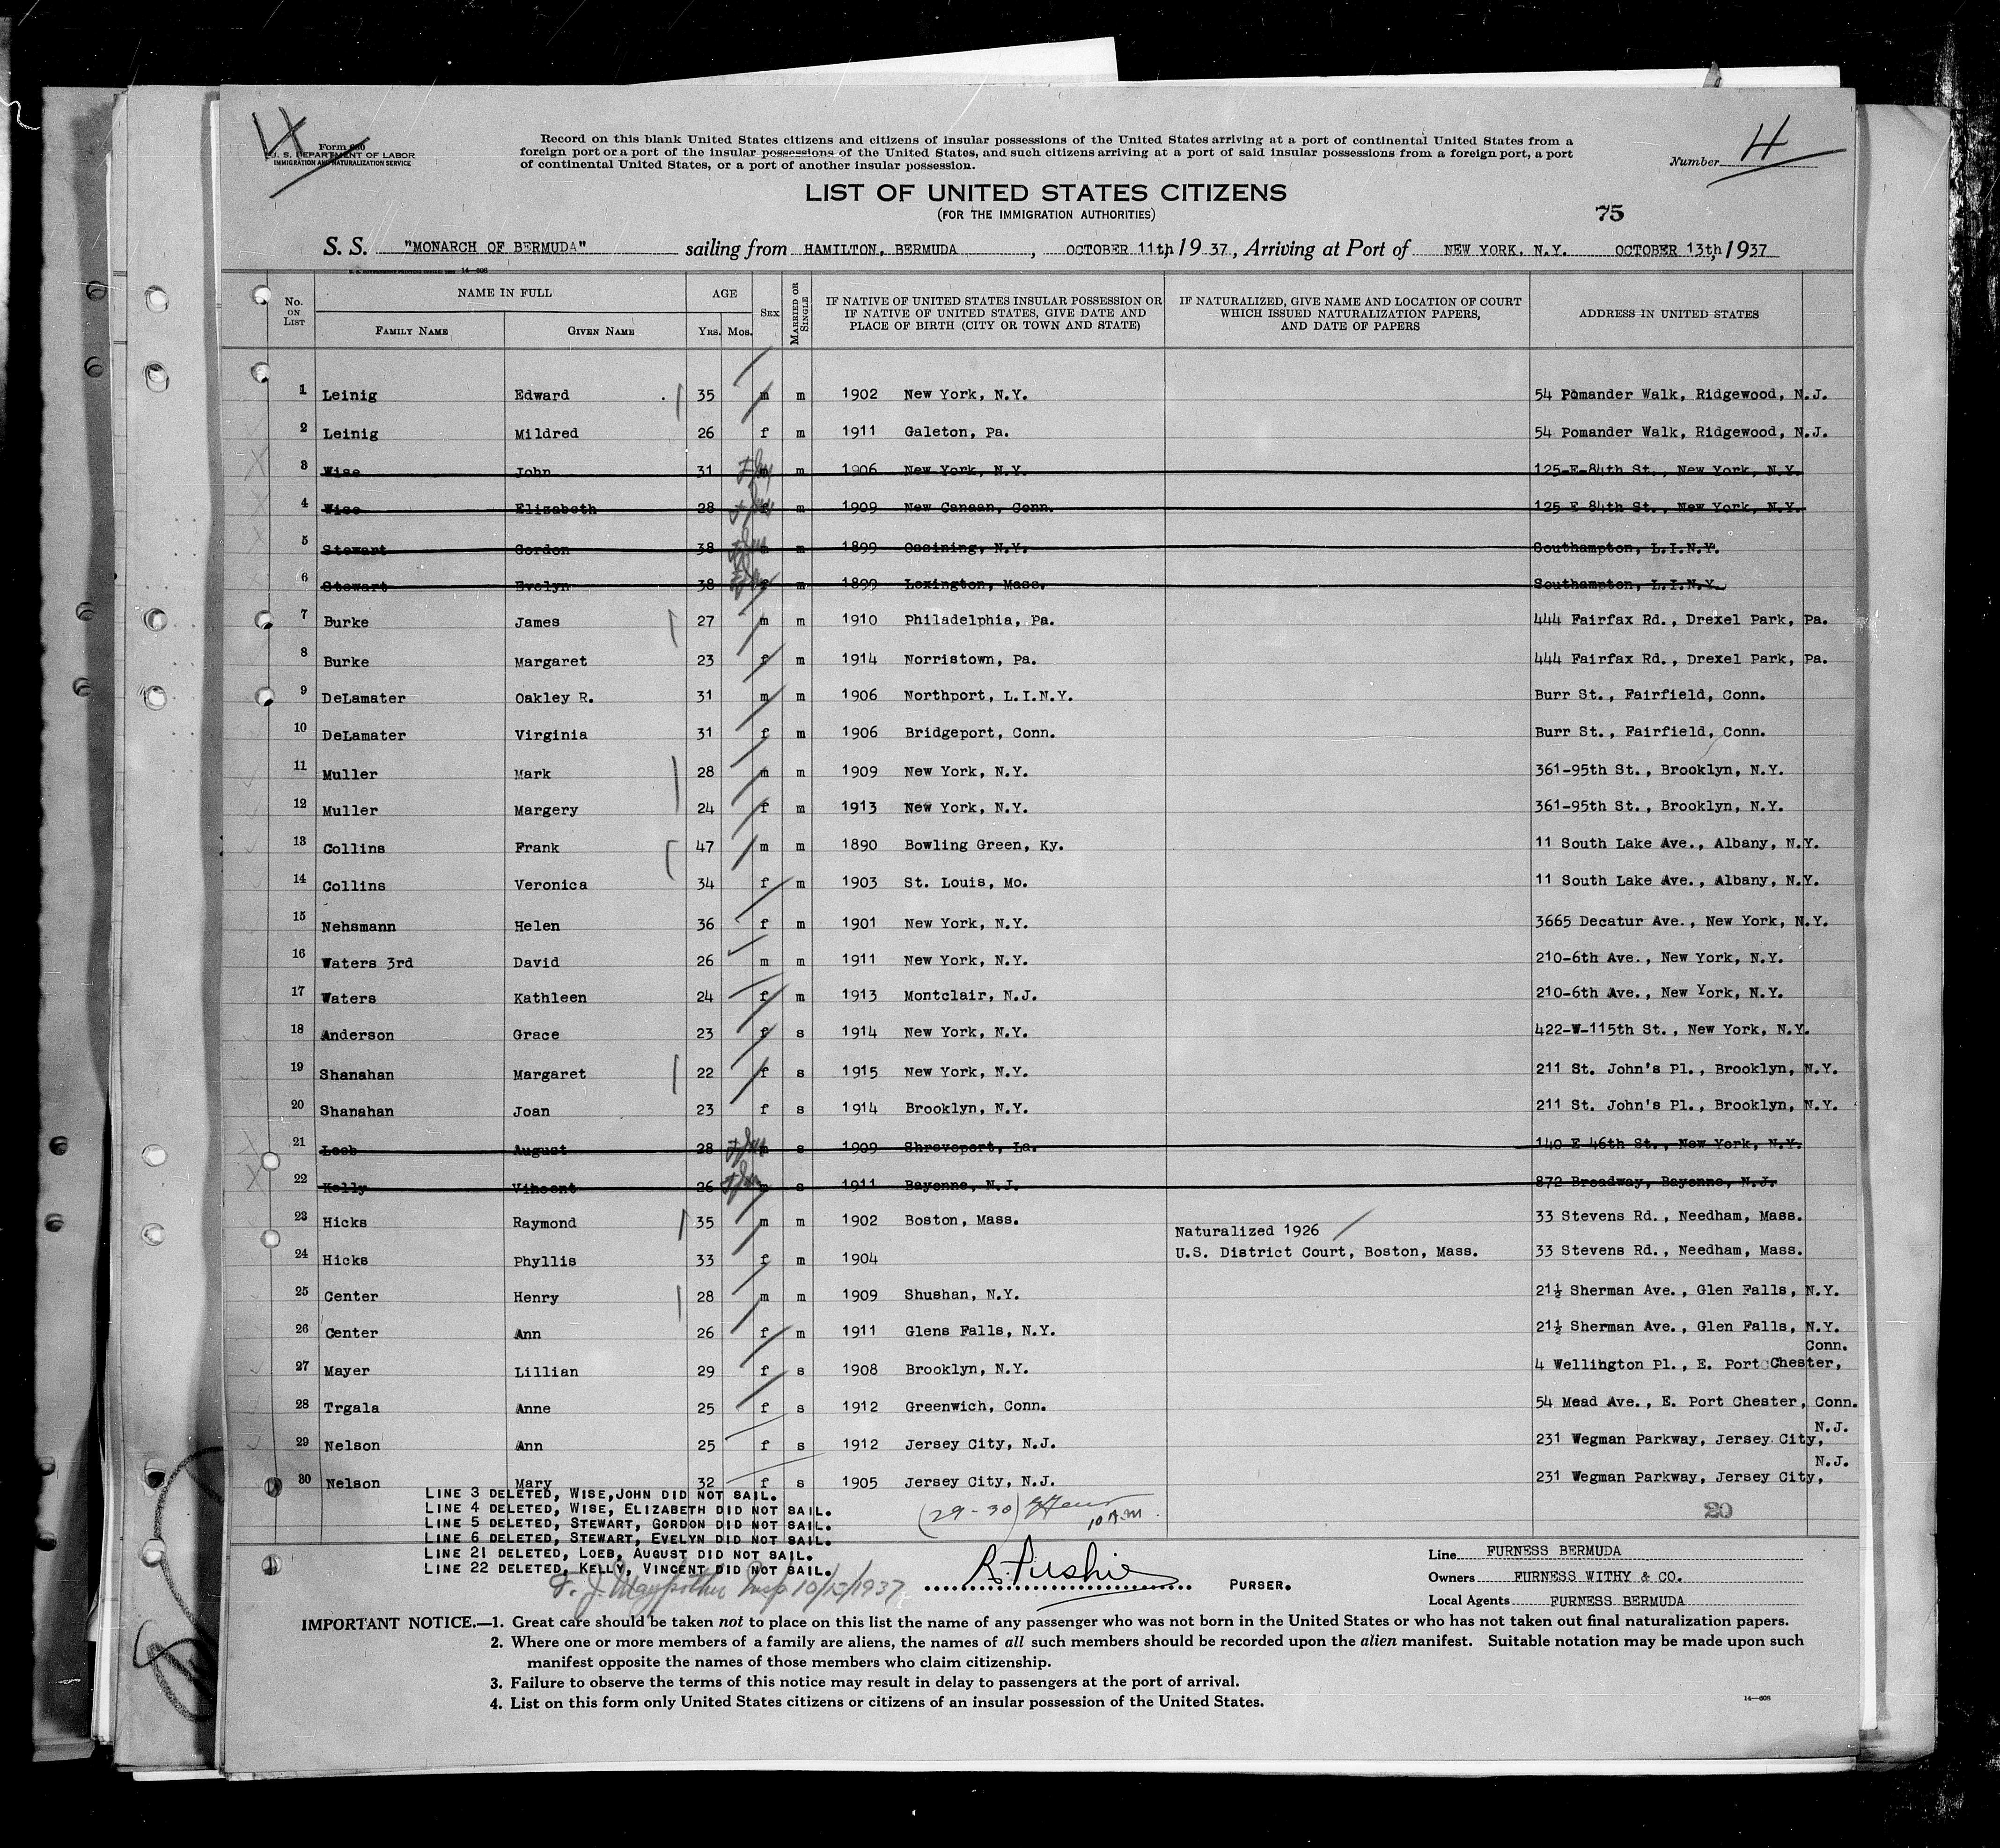 Form 630
U. S. DEPARTMENT OF LABOR
IMMIGRATION AND NATURALIZATION SERVICE
Record on this blank United States citizens and citizens of insular possessions of the United States arriving at a port of continental United States from a
foreign port or a port of the insular possessions of the United States, and such citizens arriving at a port of said insular possessions from a foreign port, a port
of continental United States, or a port of another insular possession.
Number 4
LIST OF UNITED STATES CITIZENS
(FOR THE IMMIGRATION AUTHORITIES)
75
S. S. "MONARCH OF BERMUDA" sailing from HAMILTON, BERMUDA, OCTOBER 11th, 1937, Arriving at Port of NEW YORK, N.Y. OCTOBER 13th, 1937
14—608
No. ON LIST NAME IN FULL AGE SEX MARRIED OR SINGLE IF NATIVE OF UNITED STATES INSULAR POSSESSION OR IF NATIVE OF UNITED STATES, GIVE DATE AND PLACE OF BIRTH (CITY OR TOWN AND STATE) IF NATURALIZED, GIVE NAME AND LOCATION OF COURT WHICH ISSUED NATURALIZATION PAPERS, AND DATE OF PAPERS ADDRESS IN UNITED STATES
FAMILY NAME GIVEN NAME YRS. MOS.
1 Leinig Edward 35 m m 1902 New York, N.Y. 54 Pomander Walk, Ridgewood, N.J.
2 Leinig Mildred 26 f m 1911 Galeton, Pa. 54 Pomander Walk, Ridgewood, N.J.
3 Wise John 31 m m 1906 New York, N.Y. 125-E-84th St., New York, N.Y.
4 Wise Elizabeth 28 f m 1909 New Canaan, Conn. 125 E 84th St., New York, N.Y.
5 Stewart Gordon 38 m m 1899 Ossining, N.Y. Southampton, L.I.N.Y.
6 Stewart Evelyn 38 f m 1899 Lexington, Mass. Southampton, L.I.N.Y.
7 Burke James 27 m m 1910 Philadelphia, Pa. 444 Fairfax Rd., Drexel Park, Pa.
8 Burke Margaret 23 f m 1914 Norristown, Pa. 444 Fairfax Rd., Drexel Park, Pa.
9 DeLamater Oakley R. 31 m m 1906 Northport, L.I.N.Y. Burr St., Fairfield, Conn.
10 DeLamater Virginia 31 f m 1906 Bridgeport, Conn. Burr St., Fairfield, Conn.
11 Muller Mark 28 m m 1909 New York, N.Y. 361-95th St., Brooklyn, N.Y.
12 Muller Margery 24 f m 1913 New York, N.Y. 361-95th St., Brooklyn, N.Y.
13 Collins Frank 47 m m 1890 Bowling Green, Ky. 11 South Lake Ave., Albany, N.Y.
14 Collins Veronica 34 f m 1903 St. Louis, Mo. 11 South Lake Ave., Albany, N.Y.
15 Nehsmann Helen 36 f m 1901 New York, N.Y. 3665 Decatur Ave., New York, N.Y.
16 Waters 3rd David 26 m m 1911 New York, N.Y. 210-6th Ave., New York, N.Y.
17 Waters Kathleen 24 f m 1913 Montclair, N.J. 210-6th Ave., New York, N.Y.
18 Anderson Grace 23 f s 1914 New York, N.Y. 422-W-115th St., New York, N.Y.
19 Shanahan Margaret 22 f s 1915 New York, N.Y. 211 St. John's Pl., Brooklyn, N.Y.
20 Shanahan Joan 23 f s 1914 Brooklyn, N.Y. 211 St. John's Pl., Brooklyn, N.Y.
21 Loeb August 28 m s 1909 Shreveport, La. 140 E 46th St., New York, N.Y.
22 Kelly Vincent 26 m s 1911 Bayonne, N.J. 872 Broadway, Bayonne, N.J.
23 Hicks Raymond 35 m m 1902 Boston, Mass. 33 Stevens Rd., Needham, Mass.
Naturalized 1926
24 Hicks Phyllis 33 f m 1904 U.S. District Court, Boston, Mass. 33 Stevens Rd., Needham, Mass.
25 Center Henry 28 m m 1909 Shushan, N.Y. 21½ Sherman Ave., Glen Falls, N.Y.
26 Center Ann 26 f m 1911 Glens Falls, N.Y. 21½ Sherman Ave., Glen Falls, N.Y.
Conn.
27 Mayer Lillian 29 f s 1908 Brooklyn, N.Y. 4 Wellington Pl., E. Port Chester,
28 Trgala Anne 25 f s 1912 Greenwich, Conn. 54 Mead Ave., E. Port Chester, Conn.
N.J.
29 Nelson Ann 25 f s 1912 Jersey City, N.J. 231 Wegman Parkway, Jersey City,
N.J.
30 Nelson Mary 32 f s 1905 Jersey City, N.J. 231 Wegman Parkway, Jersey City,
LINE 3 DELETED, WISE, JOHN DID NOT SAIL.
LINE 4 DELETED, WISE, ELIZABETH DID NOT SAIL.
LINE 5 DELETED, STEWART, GORDON DID NOT SAIL.
LINE 6 DELETED, STEWART, EVELYN DID NOT SAIL.
LINE 21 DELETED, LOEB, AUGUST DID NOT SAIL.
LINE 22 DELETED, KELLY, VINCENT DID NOT SAIL.
(29-30) 10 A.M.
20
F. J. Insp 10/13/1937
PURSER.
Line FURNESS BERMUDA
Owners FURNESS WITHY & CO.
Local Agents FURNESS BERMUDA
IMPORTANT NOTICE.—1. Great care should be taken not to place on this list the name of any passenger who was not born in the United States or who has not taken out final naturalization papers.
2. Where one or more members of a family are aliens, the names of all such members should be recorded upon the alien manifest. Suitable notation may be made upon such
manifest opposite the names of those members who claim citizenship.
3. Failure to observe the terms of this notice may result in delay to passengers at the port of arrival.
4. List on this form only United States citizens or citizens of an insular possession of the United States.
14—608